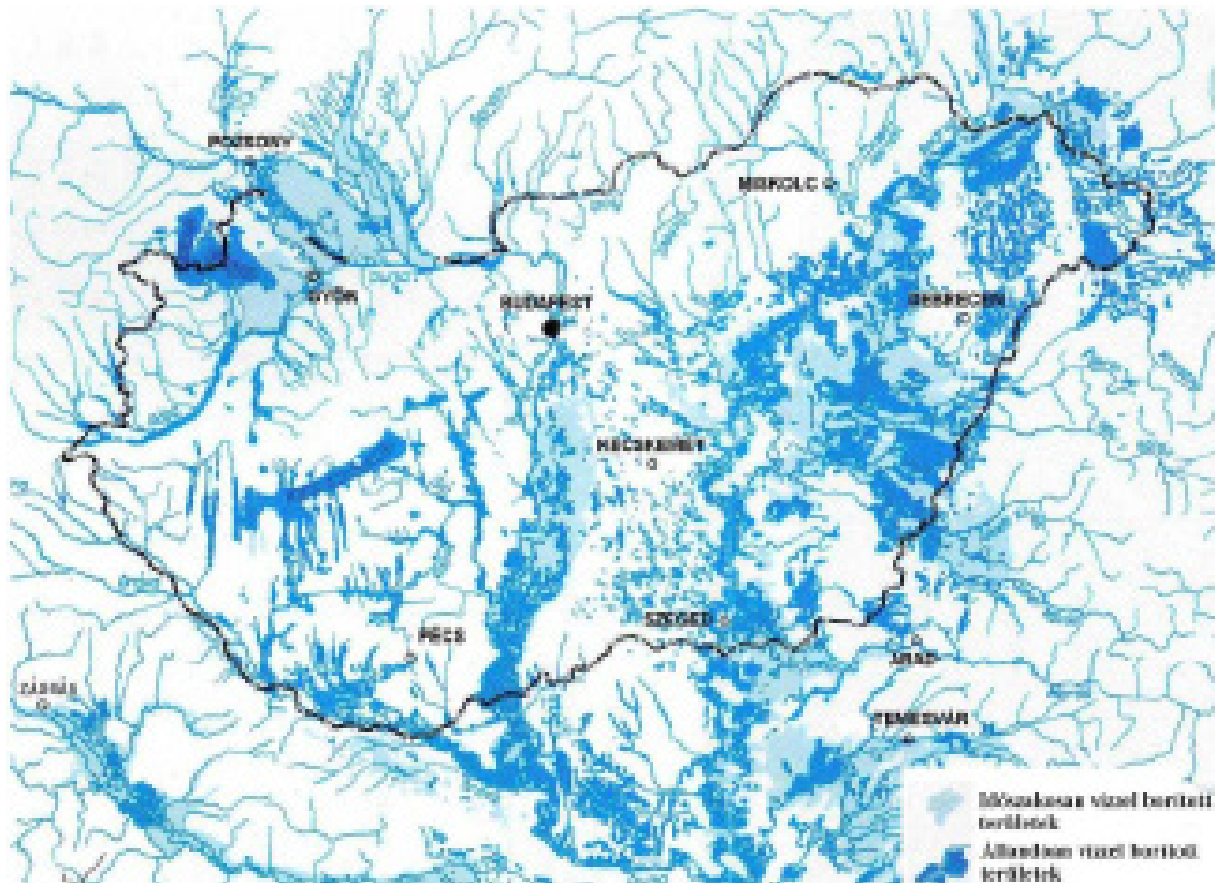 POZSONY
MISKOLC
GYŐR
BUDAPEST
DEBRECEN
KECSKEMÉT
SZEGED
PÉCS
ARAD
ZÁGRÁB
TEMESVÁR
Időszakosan vízzel borított
területek
Állandóan vízzel borított
területek